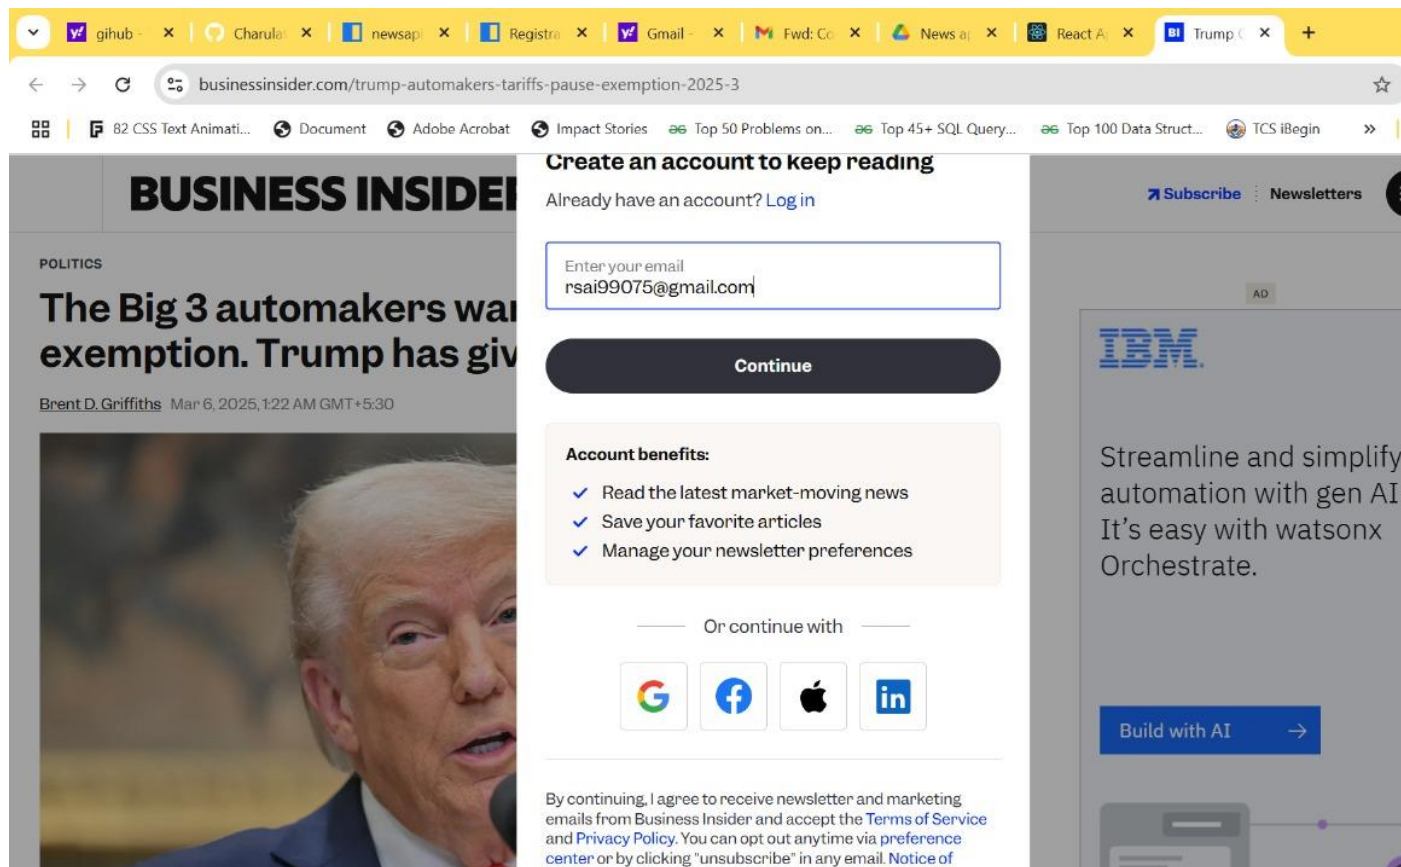 gihub -
Charula
newsapi
Registra
Gmail -
Fwd: Co
News a
React A
BI
Trump
businessinsider.com/trump-automakers-tariffs-pause-exemption-2025-3
82 CSS Text Animati...
Document
Adobe Acrobat
Impact Stories
Top 50 Problems on...
Top 45+ SQL Query...
Top 100 Data Struct...
TCS iBegin
BUSINESS INSIDER
Subscribe
Newsletters
POLITICS
The Big 3 automakers wan
exemption. Trump has giv
Brent D. Griffiths Mar 6, 2025, 1:22 AM GMT+5:30
Create an account to keep reading
Already have an account? Log in
Enter your email
rsai99075@gmail.com
Continue
Account benefits:
Read the latest market-moving news
Save your favorite articles
Manage your newsletter preferences
Or continue with
in
By continuing, I agree to receive newsletter and marketing
emails from Business Insider and accept the Terms of Service
and Privacy Policy. You can opt out anytime via preference
center or by clicking "unsubscribe" in any email. Notice of
AD
IBM.
Streamline and simplify
automation with gen AI
It's easy with watsonx
Orchestrate.
Build with AI